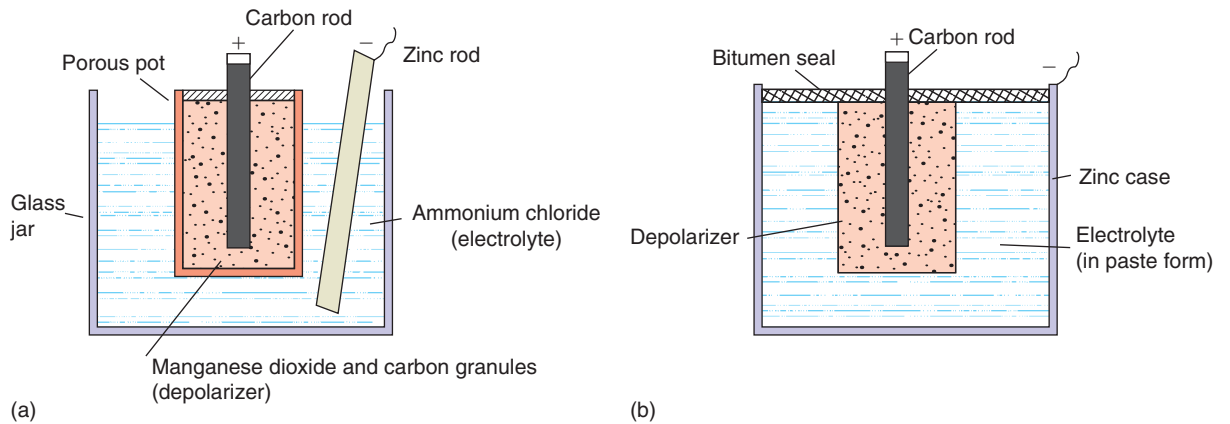 Carbon rod
+
−
Zinc rod
Porous pot
Glass
jar
Ammonium chloride
(electrolyte)
Manganese dioxide and carbon granules
(depolarizer)
(a)
+ Carbon rod
Bitumen seal
−
Zinc case
Depolarizer
Electrolyte
(in paste form)
(b)